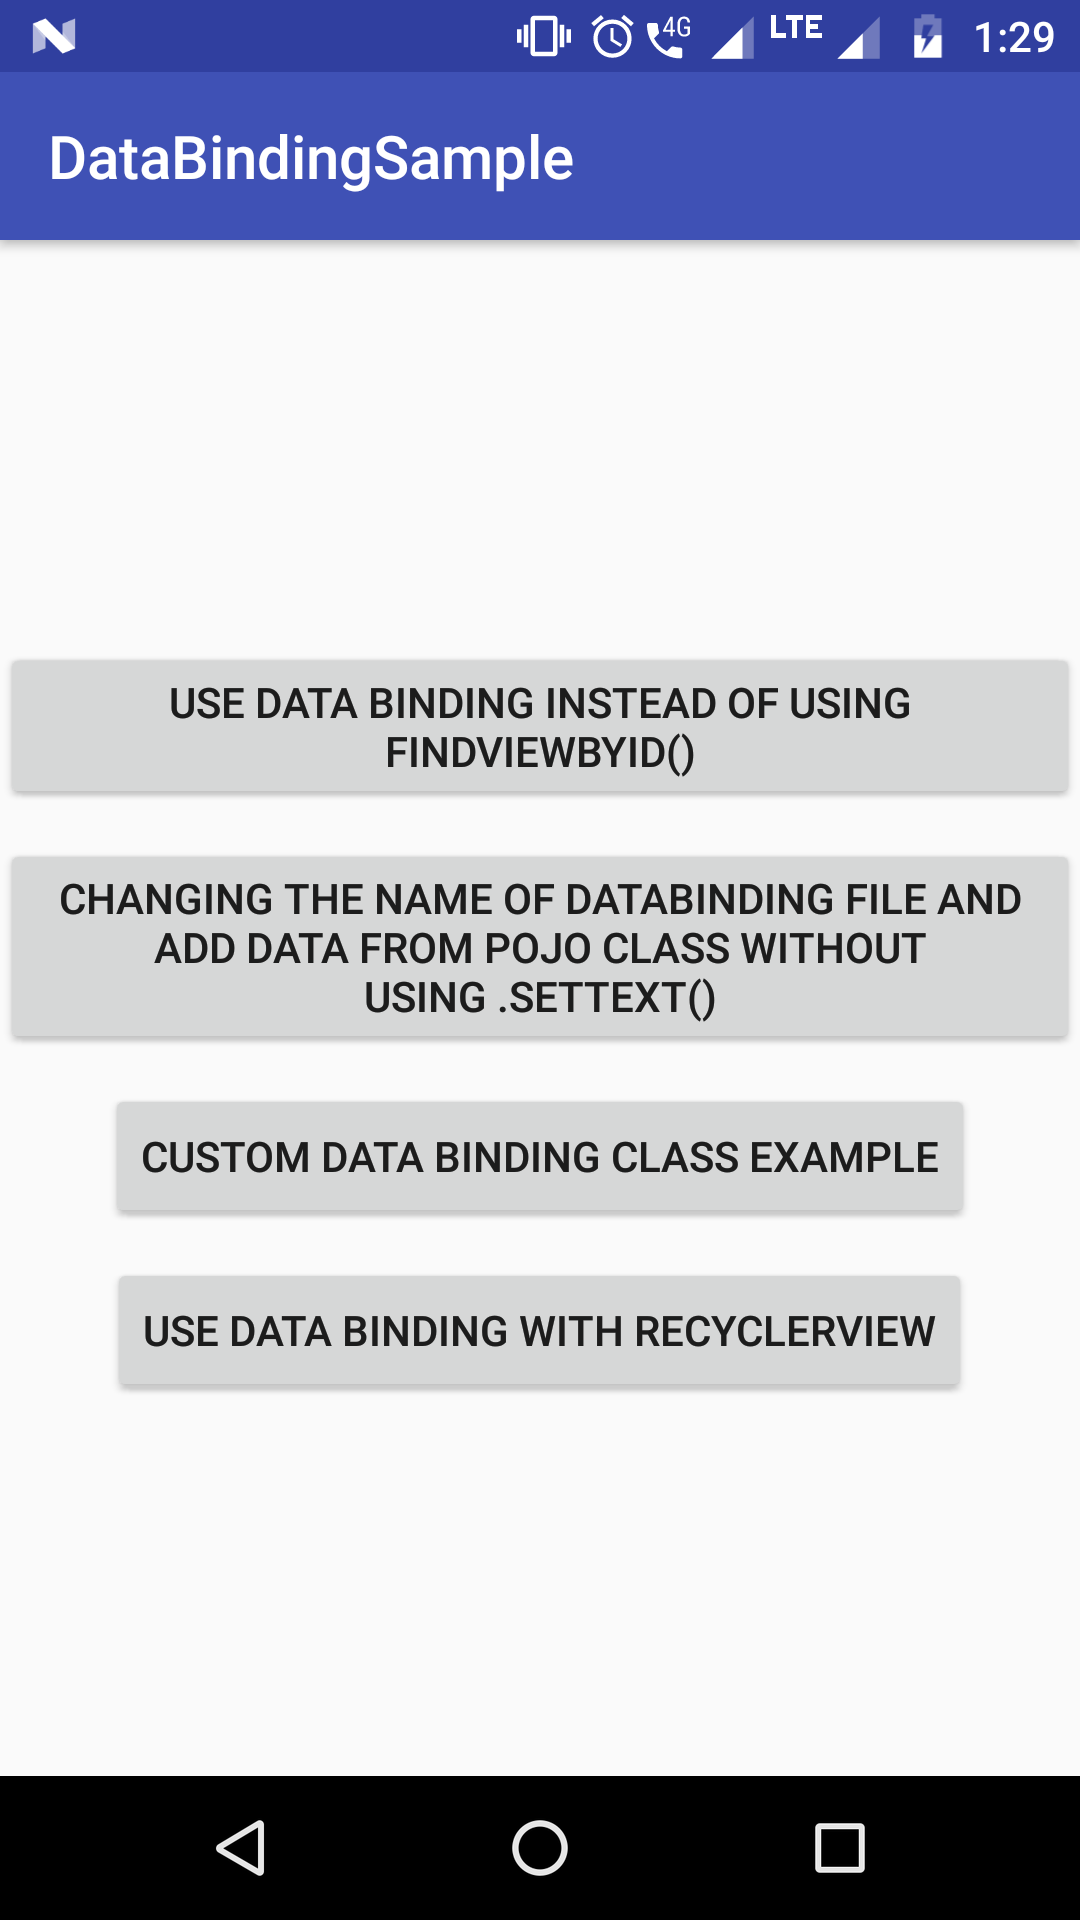 4G LTE 1:29
DataBindingSample
USE DATA BINDING INSTEAD OF USING
FINDVIEWBYID()
CHANGING THE NAME OF DATABINDING FILE AND
ADD DATA FROM POJO CLASS WITHOUT
USING .SETTEXT()
CUSTOM DATA BINDING CLASS EXAMPLE
USE DATA BINDING WITH RECYCLERVIEW